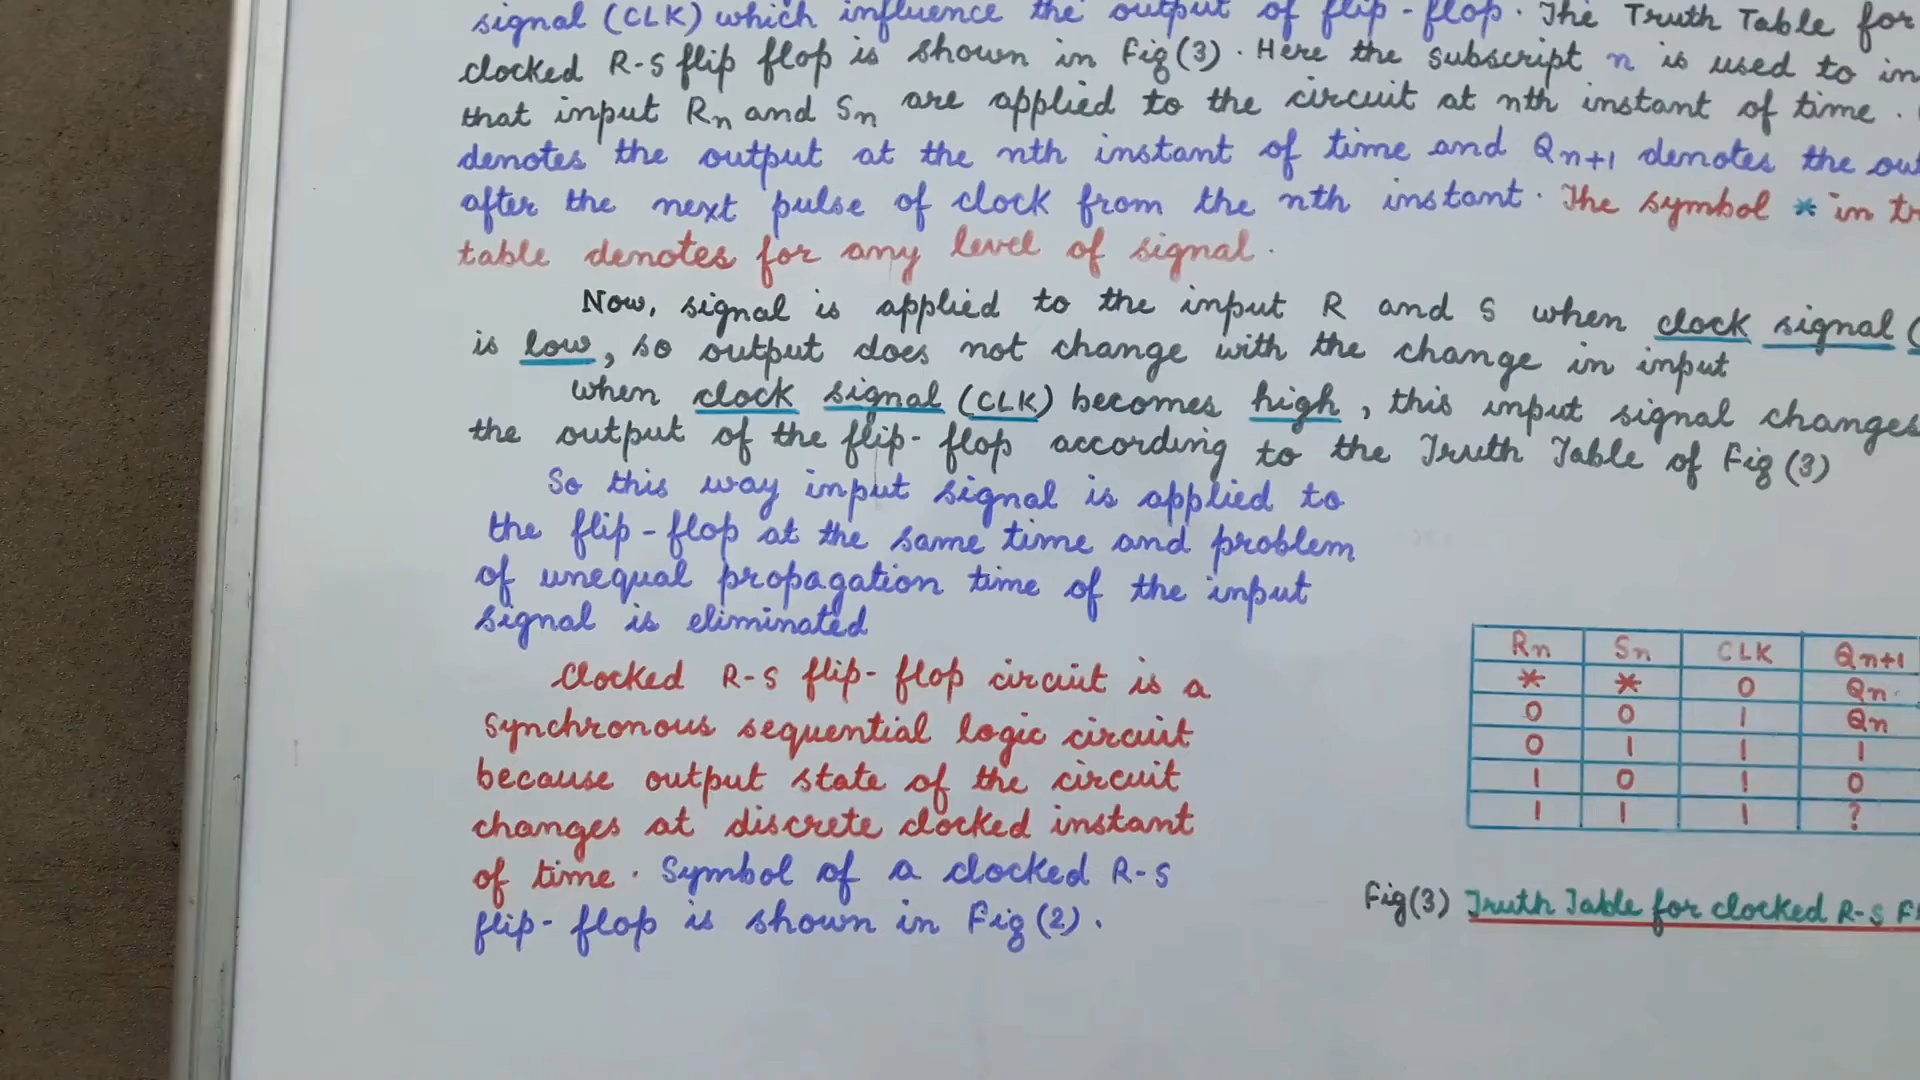 signal (CLK) which influence the output of flip-flop. The Truth Table for
clocked R-S flip flop is shown in Fig(3). Here the subscript n is used to in
that input Rn and Sn are applied to the circuit at nth instant of time.
denotes the output at the nth instant of time and Qn+1 denotes the ou
after the next pulse of clock from the nth instant. The symbol * in tr
table denotes for any level of signal.
Now, signal is applied to the input R and S when clock signal (
is low, so output does not change with the change in input
when clock signal (CLK) becomes high, this input signal changes
the output of the flip-flop according to the Truth Table of Fig (3)
So this way input signal is applied to
the flip-flop at the same time and problem
of unequal propagation time of the input
signal is eliminated
Clocked R-S flip-flop circuit is a
synchronous sequential logic circuit
because output state of the circuit
changes at discrete clocked instant
of time. Symbol of a clocked R-S
flip-flop is shown in Fig (2).
Rn Sn CLK Qn+1
* * 0 Qn
0 0 1 Qn
0 1 1 1
1 0 1 0
1 1 1 ?
Fig(3) Truth Table for clocked R-S Fl